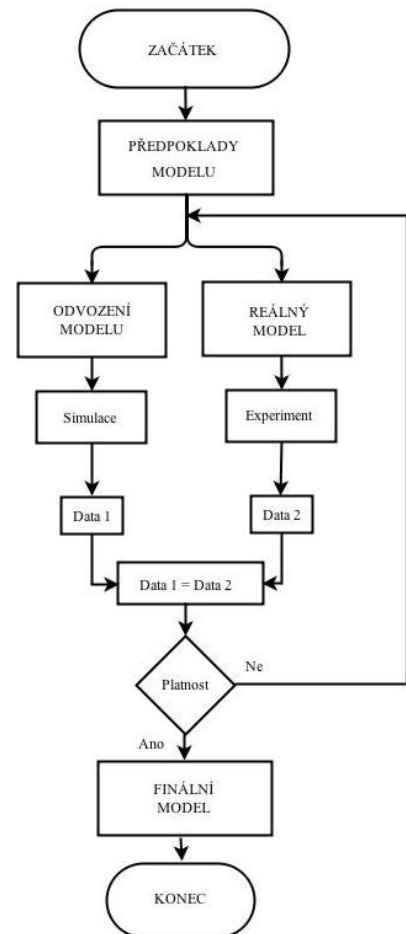 ZAČÁTEK
PŘEDPOKLADY
MODELU
ODVOZENÍ
MODELU
REÁLNÝ
MODEL
Simulace
Experiment
Data 1
Data 2
Data 1 = Data 2
Platnost
Ne
Ano
FINÁLNÍ
MODEL
KONEC